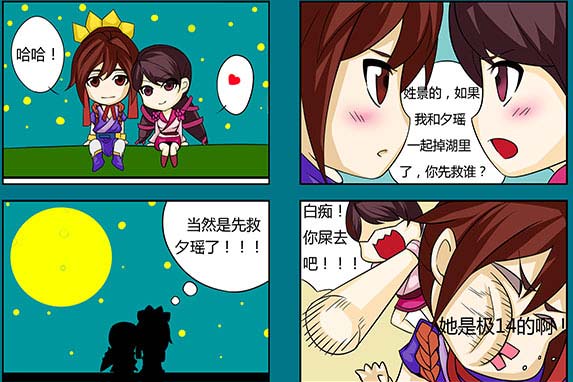 哈哈！
姓景的，如果
我和夕瑶
一起掉湖里
了，你先救谁？
当然是先救
夕瑶了！！！
白痴！
你屎去
吧！！！
她是极14的啊！